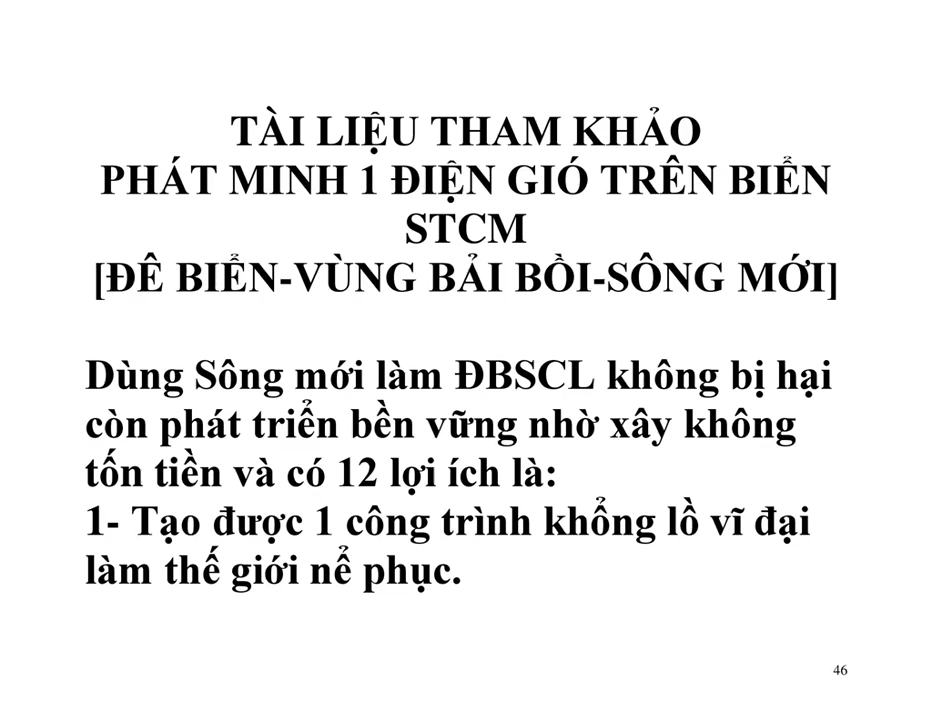 TÀI LIỆU THAM KHẢO
PHÁT MINH 1 ĐIỆN GIÓ TRÊN BIỂN
STCM
[ĐÊ BIỂN-VÙNG BẢI BỒI-SÔNG MỚI]
Dùng Sông mới làm ĐBSCL không bị hại
còn phát triển bền vững nhờ xây không
tốn tiền và có 12 lợi ích là:
1- Tạo được 1 công trình khổng lồ vĩ đại
làm thế giới nể phục.
46